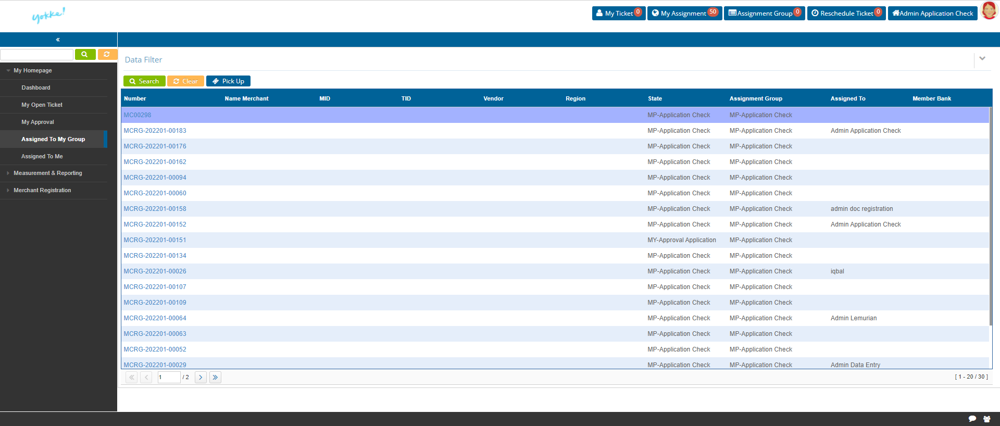 yokke!
My Ticket 0 My Assignment 50 Assignment Group 0 Reschedule Ticket 0 Admin Application Check
«
Data Filter
My Homepage
Dashboard
My Open Ticket
My Approval
Assigned To My Group
Assigned To Me
Measurement & Reporting
Merchant Registration
Search Clear Pick Up
Number Name Merchant MID TID Vendor Region State Assignment Group Assigned To Member Bank
MC00298 MP-Application Check MP-Application Check
MCRG-202201-00183 MP-Application Check MP-Application Check Admin Application Check
MCRG-202201-00176 MP-Application Check MP-Application Check
MCRG-202201-00162 MP-Application Check MP-Application Check
MCRG-202201-00094 MP-Application Check MP-Application Check
MCRG-202201-00060 MP-Application Check MP-Application Check
MCRG-202201-00158 MP-Application Check MP-Application Check admin doc registration
MCRG-202201-00152 MP-Application Check MP-Application Check Admin Application Check
MCRG-202201-00151 MY-Approval Application MP-Application Check
MCRG-202201-00134 MP-Application Check MP-Application Check
MCRG-202201-00026 MP-Application Check MP-Application Check iqbal
MCRG-202201-00107 MP-Application Check MP-Application Check
MCRG-202201-00109 MP-Application Check MP-Application Check
MCRG-202201-00064 MP-Application Check MP-Application Check Admin Lemurian
MCRG-202201-00063 MP-Application Check MP-Application Check
MCRG-202201-00052 MP-Application Check MP-Application Check
MCRG-202201-00029 MP-Application Check MP-Application Check Admin Data Entry
« ‹ 1 / 2 › » [ 1 - 20 / 30 ]